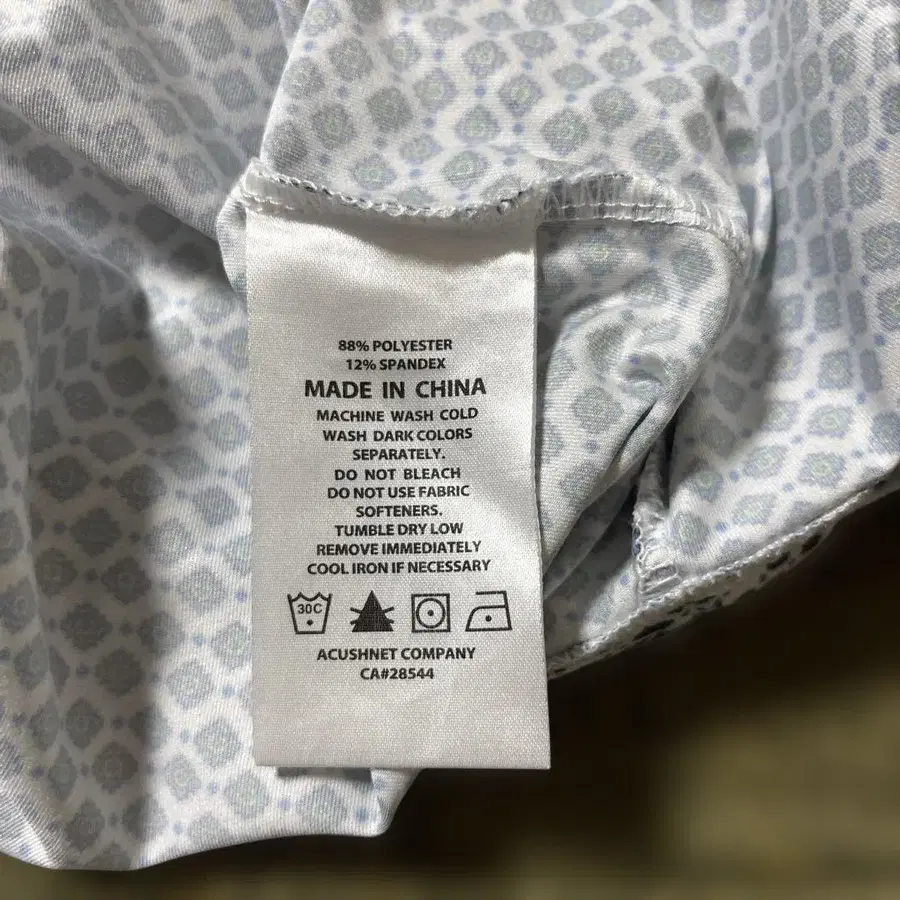 88% POLYESTER
12% SPANDEX
MADE IN CHINA
MACHINE WASH COLD
WASH DARK COLORS
SEPARATELY.
DO NOT BLEACH
DO NOT USE FABRIC
SOFTENERS.
TUMBLE DRY LOW
REMOVE IMMEDIATELY
COOL IRON IF NECESSARY
30C
ACUSHNET COMPANY
CA#28544